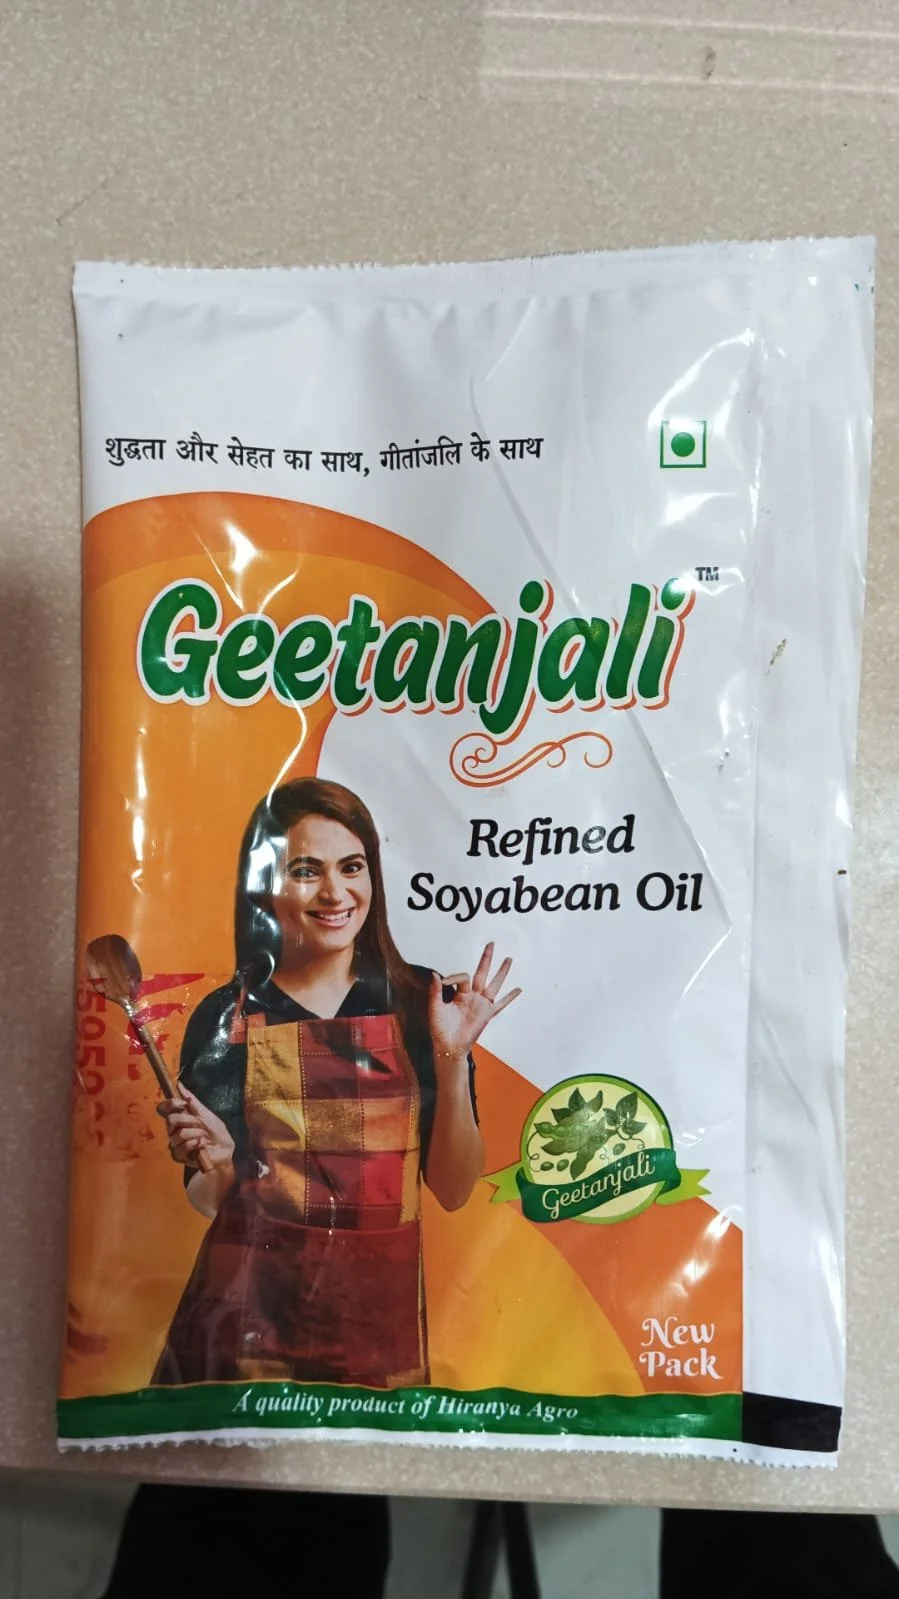 शुद्धता और सेहत का साथ, गीतांजलि के साथ
Geetanjali™
Refined
Soyabean Oil
Geetanjali
New
Pack
A quality product of Hiranya Agro